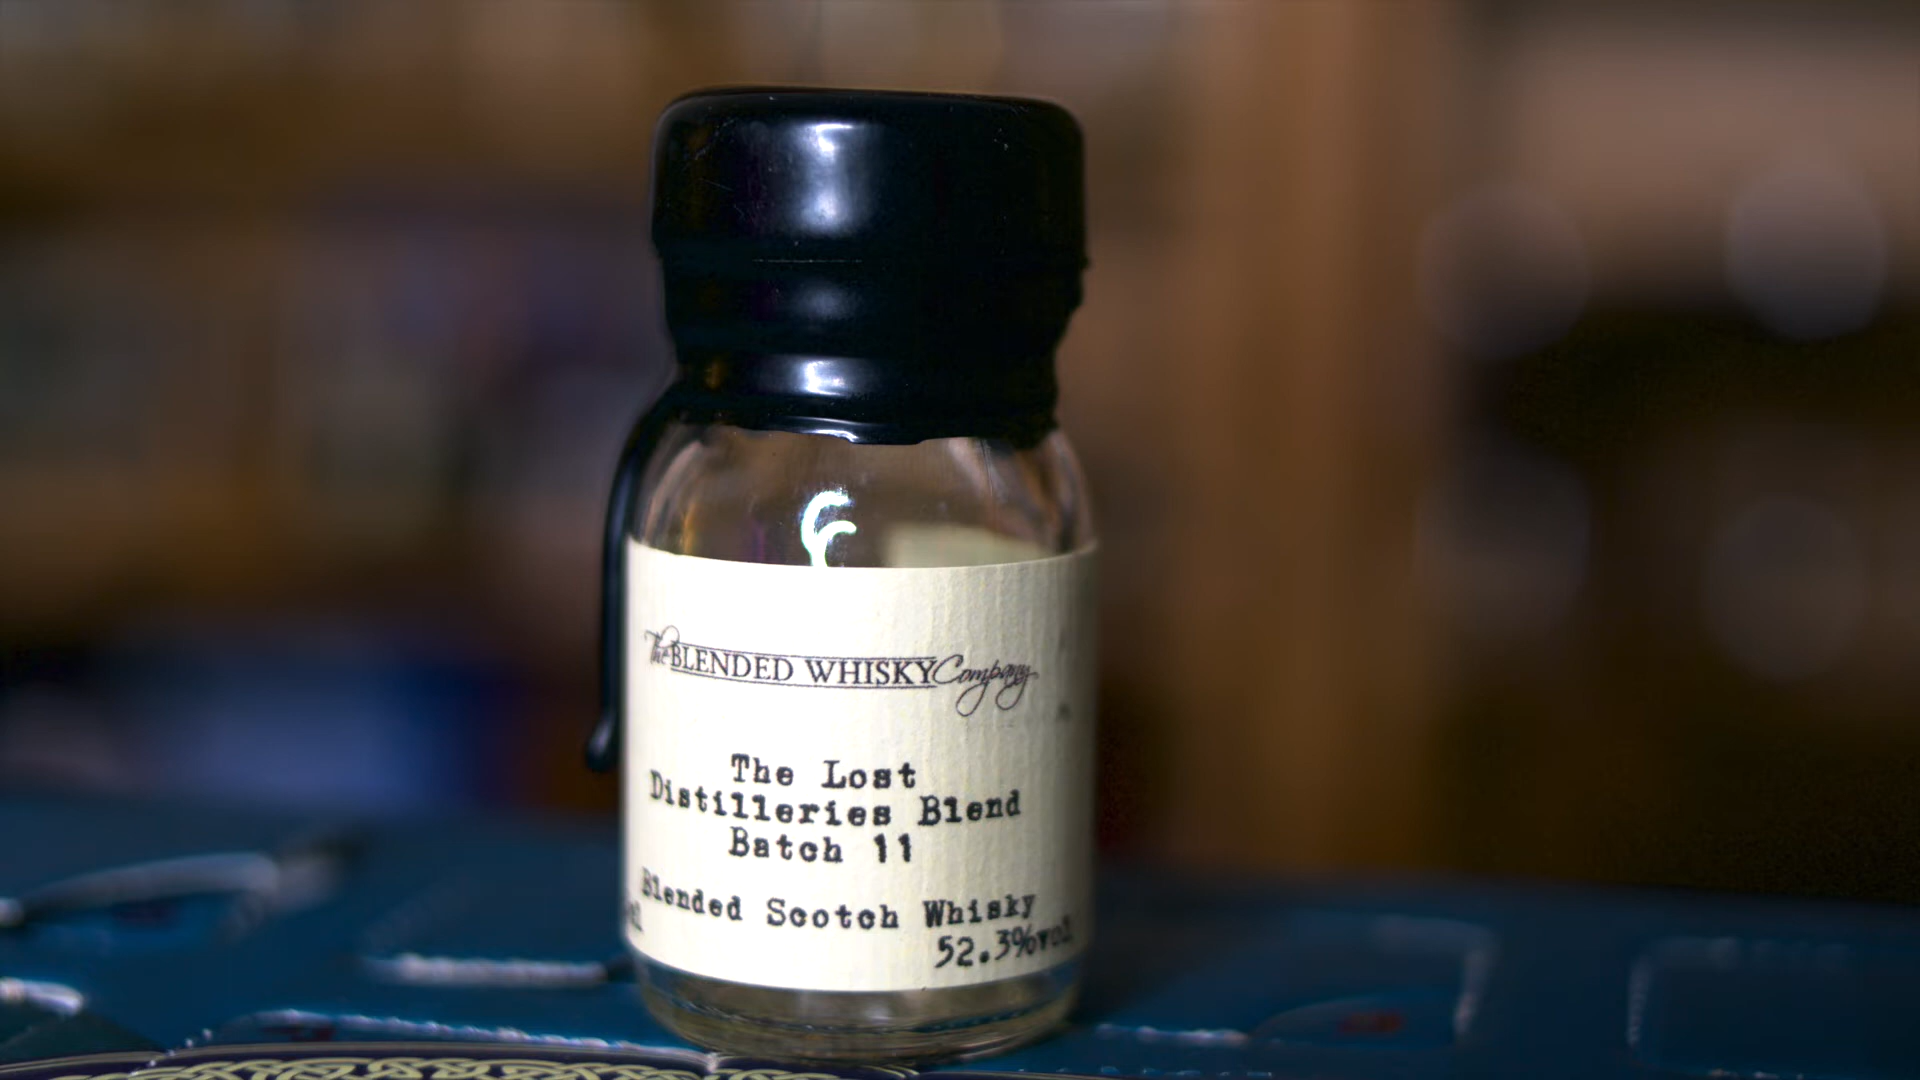 The BLENDED WHISKY Company
The Lost
Distilleries Blend
Batch 11
Blended Scotch Whisky
52.3%vol